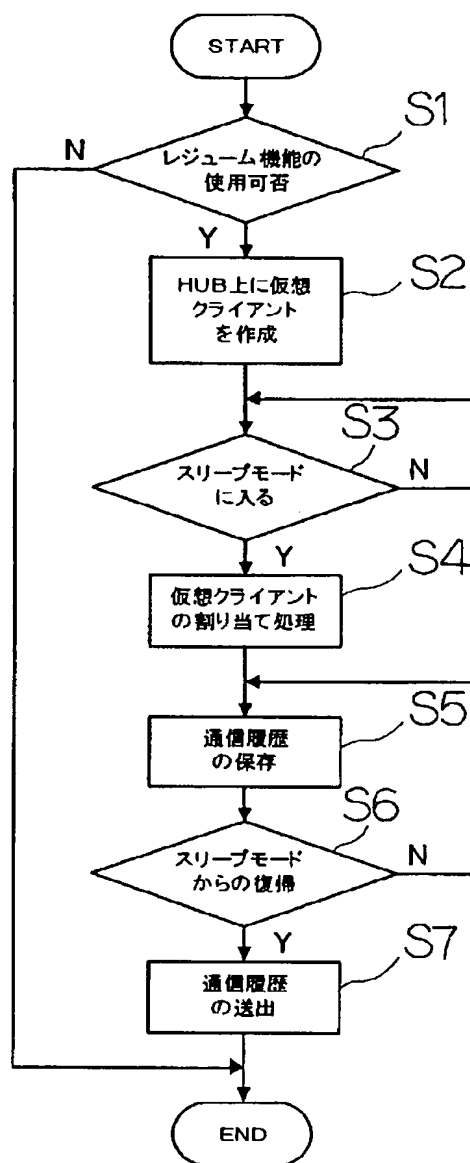 START
S1
N
レジューム機能の
使用可否
Y
S2
HUB上に仮想
クライアント
を作成
S3
スリープモード
に入る
N
Y
S4
仮想クライアント
の割り当て処理
S5
通信履歴
の保存
S6
スリープモード
からの復帰
N
Y
S7
通信履歴
の送出
END